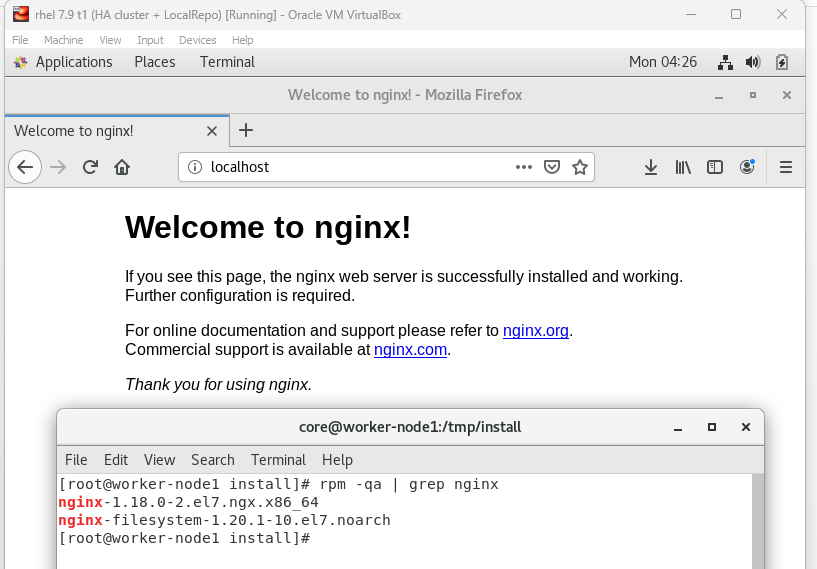 rhel 7.9 t1 (HA cluster + LocalRepo) [Running] - Oracle VM VirtualBox
File Machine View Input Devices Help
Applications Places Terminal Mon 04:26
Welcome to nginx! - Mozilla Firefox
Welcome to nginx!
localhost
Welcome to nginx!
If you see this page, the nginx web server is successfully installed and working.
Further configuration is required.
For online documentation and support please refer to nginx.org.
Commercial support is available at nginx.com.
Thank you for using nginx.
core@worker-node1:/tmp/install
File Edit View Search Terminal Help
[root@worker-node1 install]# rpm -qa | grep nginx
nginx-1.18.0-2.el7.ngx.x86_64
nginx-filesystem-1.20.1-10.el7.noarch
[root@worker-node1 install]#